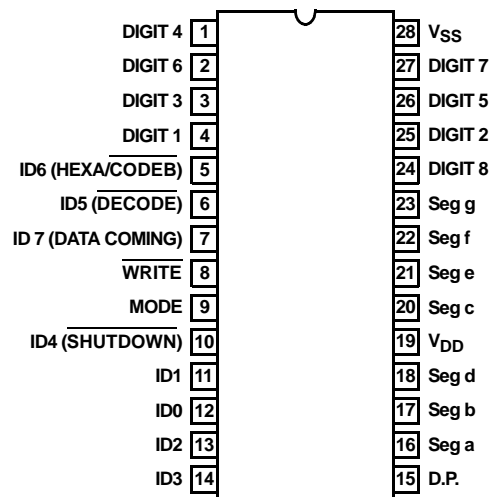 DIGIT 4 1 28 VSS
DIGIT 6 2 27 DIGIT 7
DIGIT 3 3 26 DIGIT 5
DIGIT 1 4 25 DIGIT 2
ID6 (HEXA/CODEB) 5 24 DIGIT 8
ID5 (DECODE) 6 23 Seg g
ID 7 (DATA COMING) 7 22 Seg f
WRITE 8 21 Seg e
MODE 9 20 Seg c
ID4 (SHUTDOWN) 10 19 VDD
ID1 11 18 Seg d
ID0 12 17 Seg b
ID2 13 16 Seg a
ID3 14 15 D.P.